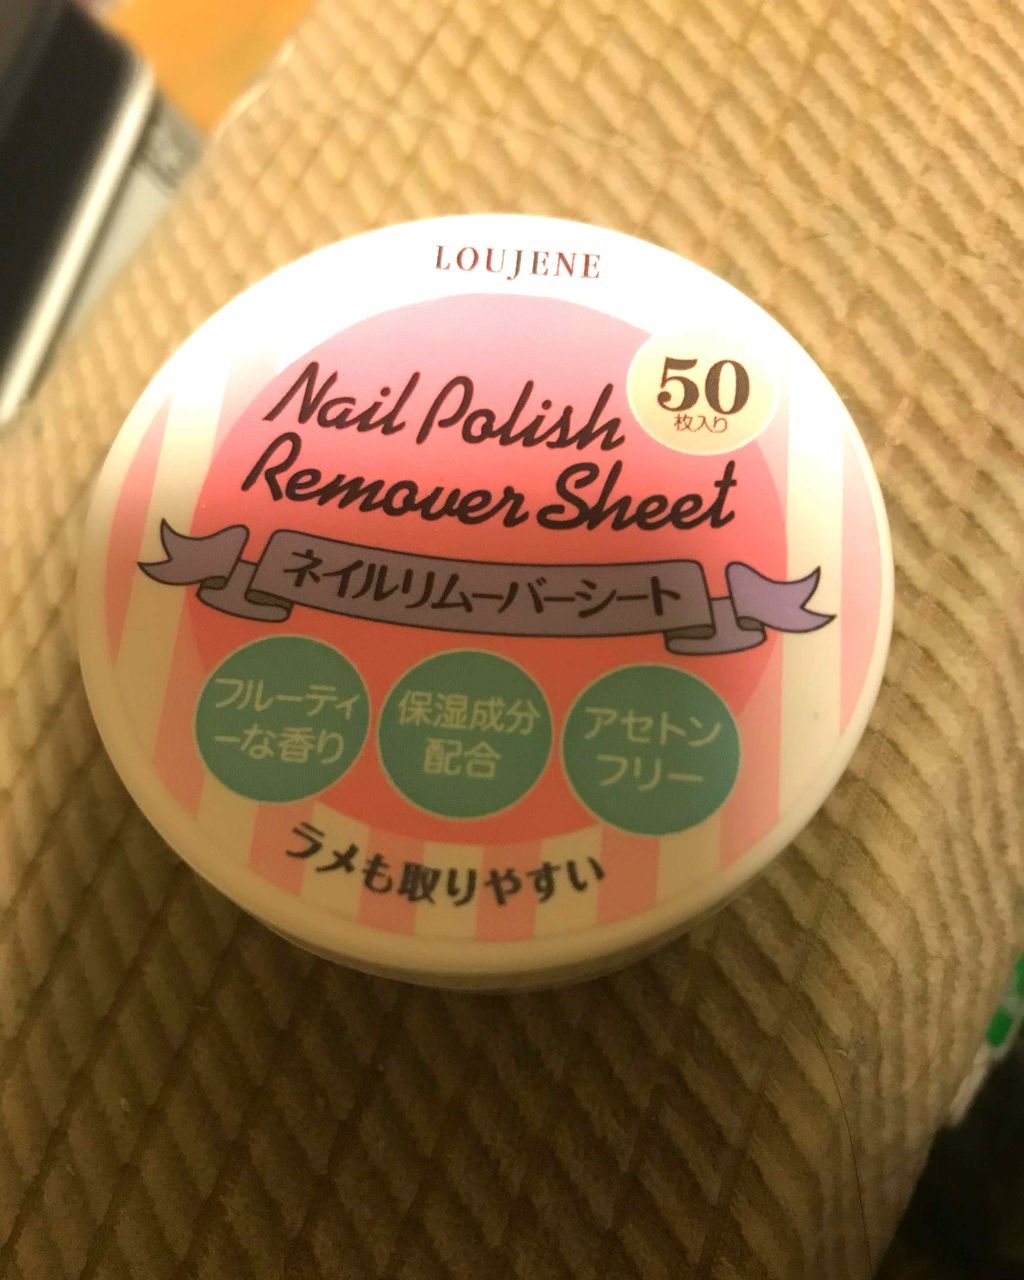 LOUJENE
50
枚入り
Nail Polish
Remover Sheet
ネイルリムーバーシート
フルーティ
ーな香り
保湿成分
配合
アセトン
フリー
ラメも取りやすい